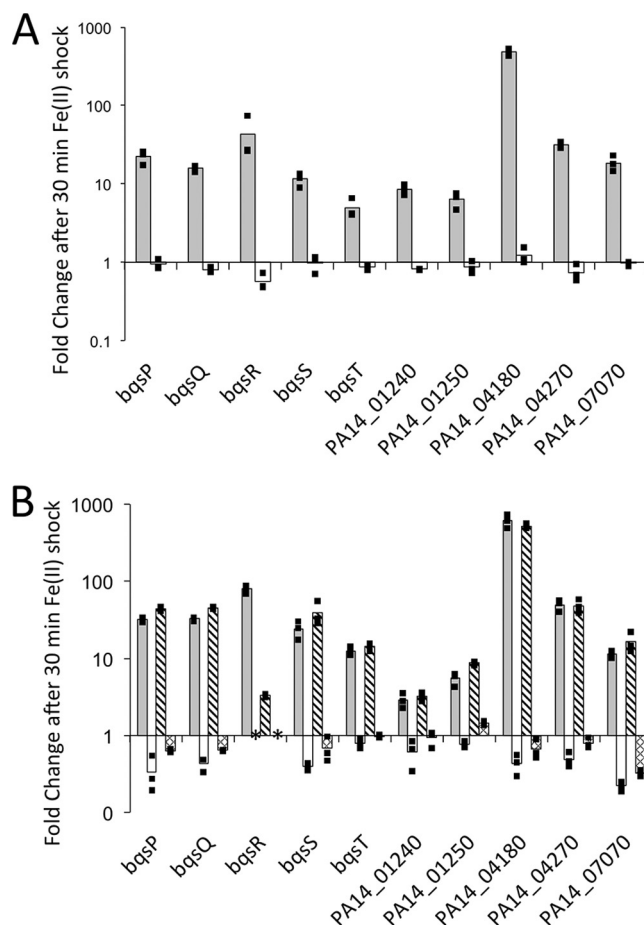 A
Fold Change after 30 min Fe(II) shock
1000
100
10
1
0.1
bqsP
bqsQ
bqsR
bqsS
bqsT
PA14_01240
PA14_01250
PA14_04180
PA14_04270
PA14_07070
B
Fold Change after 30 min Fe(II) shock
1000
100
10
1
0
* *
bqsP
bqsQ
bqsR
bqsS
bqsT
PA14_01240
PA14_01250
PA14_04180
PA14_04270
PA14_07070